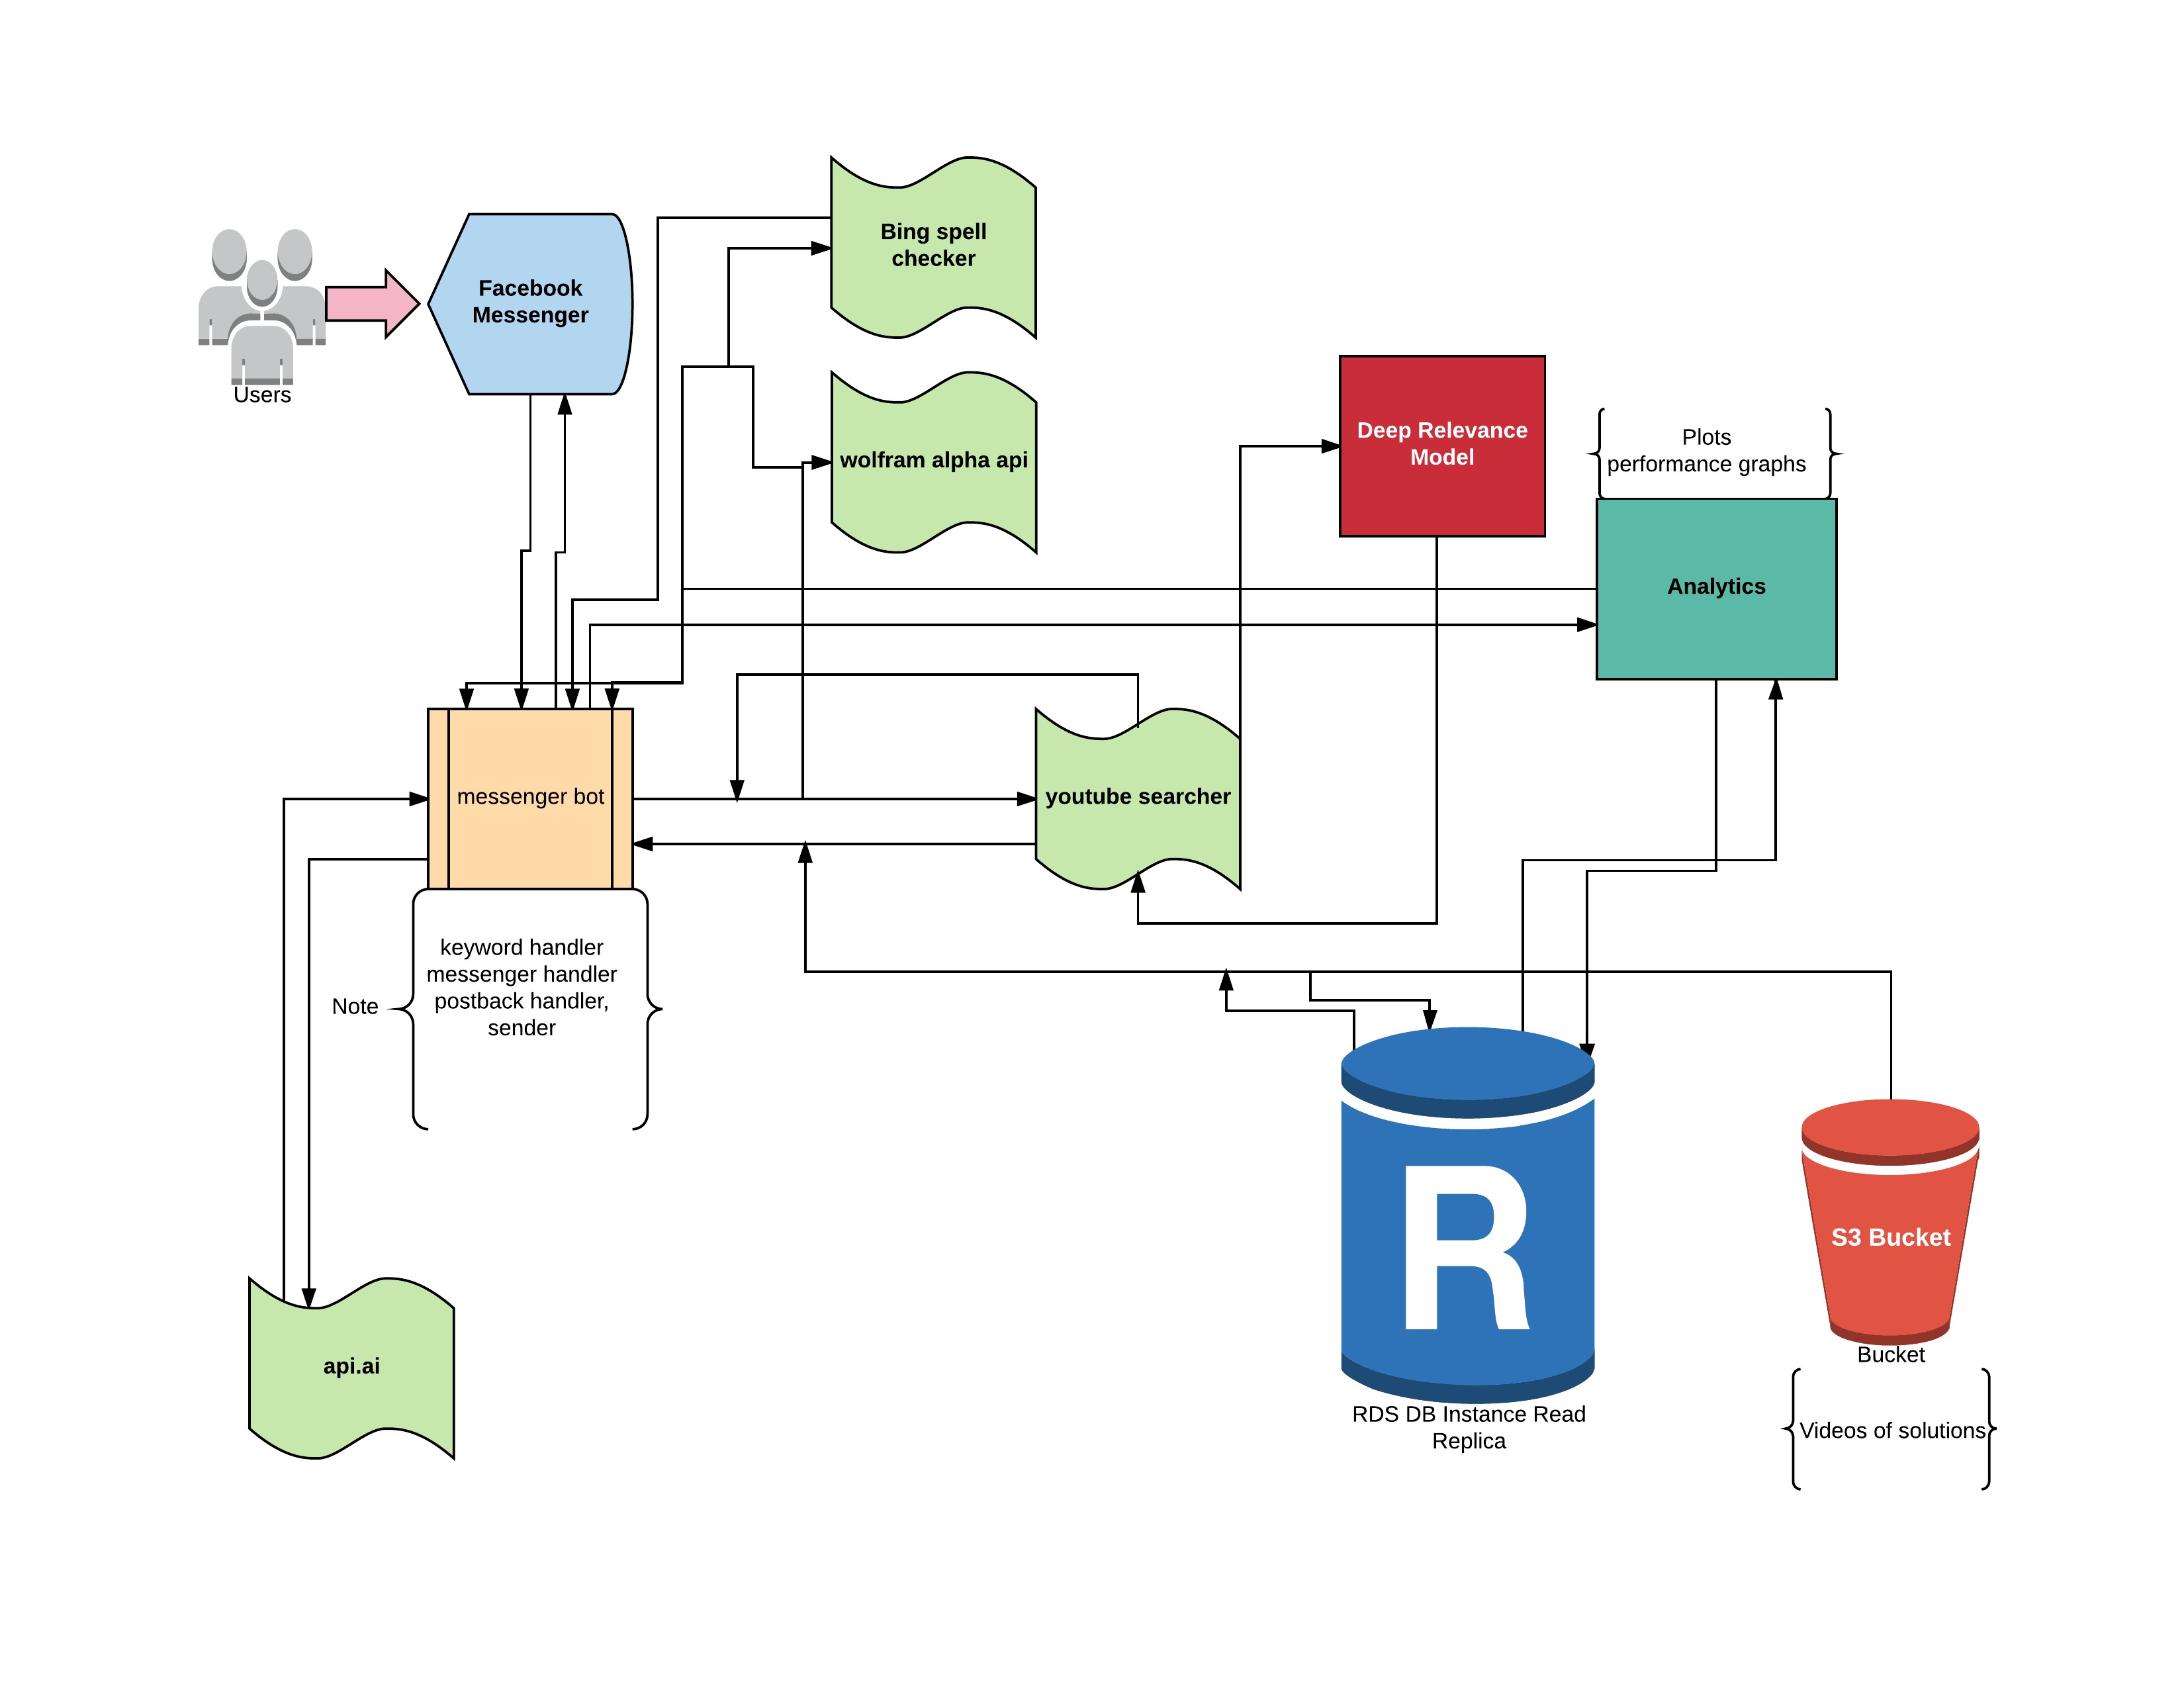 Bing spell
checker
Facebook
Messenger
Users
wolfram alpha api
Deep Relevance
Model
Plots
performance graphs
Analytics
messenger bot
youtube searcher
keyword handler
messenger handler
postback handler,
sender
Note
R
S3 Bucket
Bucket
api.ai
RDS DB Instance Read
Replica
Videos of solutions